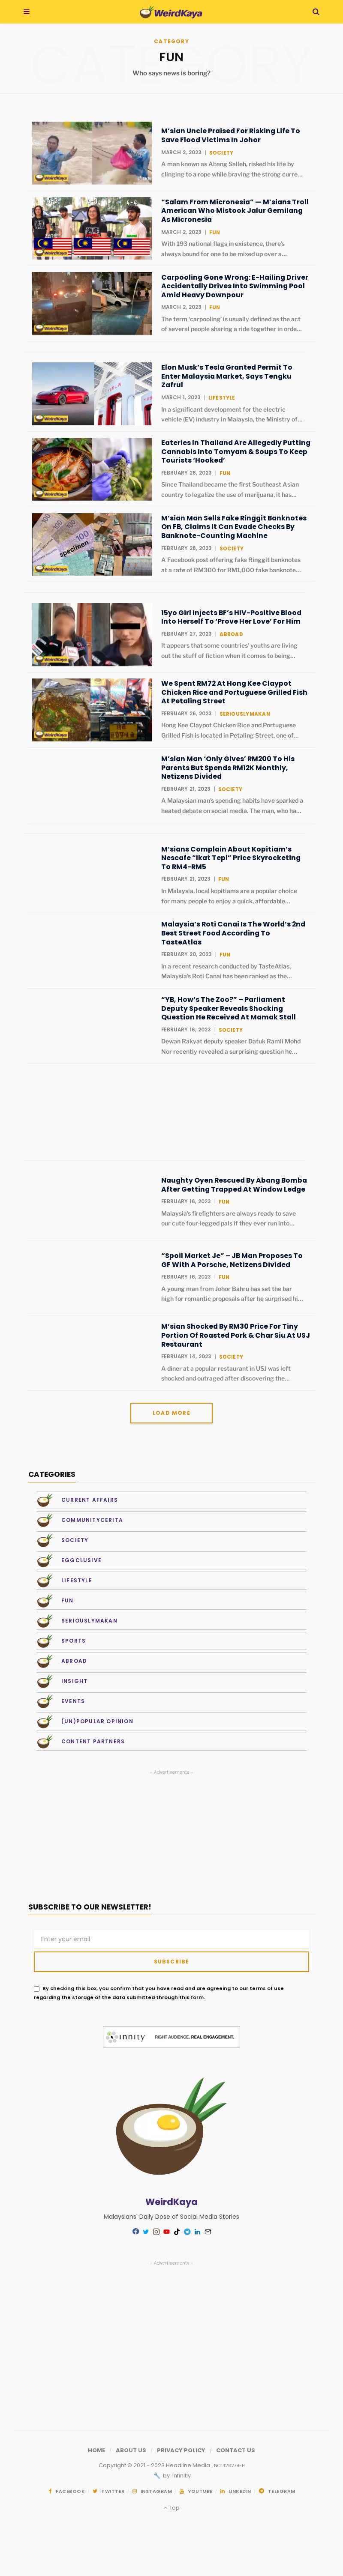 WeirdKaya
CATEGORY
FUN
Who says news is boring?
M'sian Uncle Praised For Risking Life To
Save Flood Victims In Johor
MARCH 2, 2023 | SOCIETY
A man known as Abang Salleh, risked his life by
clinging to a rope while braving the strong curre...
"Salam From Micronesia" — M'sians Troll
American Who Mistook Jalur Gemilang
As Micronesia
MARCH 2, 2023 | FUN
With 193 national flags in existence, there's
always bound for one to be mixed up over a...
Carpooling Gone Wrong: E-Hailing Driver
Accidentally Drives Into Swimming Pool
Amid Heavy Downpour
MARCH 2, 2023 | FUN
The term 'carpooling' is usually defined as the act
of several people sharing a ride together in orde...
Elon Musk's Tesla Granted Permit To
Enter Malaysia Market, Says Tengku
Zafrul
MARCH 1, 2023 | LIFESTYLE
In a significant development for the electric
vehicle (EV) industry in Malaysia, the Ministry of...
Eateries In Thailand Are Allegedly Putting
Cannabis Into Tomyam & Soups To Keep
Tourists 'Hooked'
FEBRUARY 28, 2023 | FUN
Since Thailand became the first Southeast Asian
country to legalize the use of marijuana, it has...
specimen
M'sian Man Sells Fake Ringgit Banknotes
On FB, Claims It Can Evade Checks By
Banknote-Counting Machine
FEBRUARY 28, 2023 | SOCIETY
A Facebook post offering fake Ringgit banknotes
at a rate of RM300 for RM1,000 fake banknote...
15yo Girl Injects BF's HIV-Positive Blood
Into Herself To 'Prove Her Love' For Him
FEBRUARY 27, 2023 | ABROAD
It appears that some countries' youths are living
out the stuff of fiction when it comes to being...
We Spent RM72 At Hong Kee Claypot
Chicken Rice and Portuguese Grilled Fish
At Petaling Street
FEBRUARY 26, 2023 | SERIOUSLYMAKAN
Hong Kee Claypot Chicken Rice and Portuguese
Grilled Fish is located in Petaling Street, one of...
M'sian Man 'Only Gives' RM200 To His
Parents But Spends RM12K Monthly,
Netizens Divided
FEBRUARY 21, 2023 | SOCIETY
A Malaysian man's spending habits have sparked a
heated debate on social media. The man, who ha...
M'sians Complain About Kopitiam's
Nescafe "Ikat Tepi" Price Skyrocketing
To RM4-RM5
FEBRUARY 21, 2023 | FUN
In Malaysia, local kopitiams are a popular choice
for many people to enjoy a quick, affordable...
Malaysia's Roti Canai Is The World's 2nd
Best Street Food According To
TasteAtlas
FEBRUARY 20, 2023 | FUN
In a recent research conducted by TasteAtlas,
Malaysia's Roti Canai has been ranked as the...
"YB, How's The Zoo?" – Parliament
Deputy Speaker Reveals Shocking
Question He Received At Mamak Stall
FEBRUARY 16, 2023 | SOCIETY
Dewan Rakyat deputy speaker Datuk Ramli Mohd
Nor recently revealed a surprising question he...
Naughty Oyen Rescued By Abang Bomba
After Getting Trapped At Window Ledge
FEBRUARY 16, 2023 | FUN
Malaysia's firefighters are always ready to save
our cute four-legged pals if they ever run into...
"Spoil Market Je" – JB Man Proposes To
GF With A Porsche, Netizens Divided
FEBRUARY 16, 2023 | FUN
A young man from Johor Bahru has set the bar
high for romantic proposals after he surprised hi...
M'sian Shocked By RM30 Price For Tiny
Portion Of Roasted Pork & Char Siu At USJ
Restaurant
FEBRUARY 14, 2023 | SOCIETY
A diner at a popular restaurant in USJ was left
shocked and outraged after discovering the...
LOAD MORE
CATEGORIES
CURRENT AFFAIRS
COMMUNITYCERITA
SOCIETY
EGGCLUSIVE
LIFESTYLE
FUN
SERIOUSLYMAKAN
SPORTS
ABROAD
INSIGHT
EVENTS
(UN)POPULAR OPINION
CONTENT PARTNERS
- Advertisements -
SUBSCRIBE TO OUR NEWSLETTER!
Enter your email
SUBSCRIBE
By checking this box, you confirm that you have read and are agreeing to our terms of use
regarding the storage of the data submitted through this form.
innity RIGHT AUDIENCE. REAL ENGAGEMENT.
WeirdKaya
Malaysians' Daily Dose of Social Media Stories
- Advertisements -
HOME / ABOUT US / PRIVACY POLICY / CONTACT US
Copyright © 2021 - 2023 Headline Media
by Infinitly
FACEBOOK / TWITTER / INSTAGRAM / YOUTUBE / LINKEDIN / TELEGRAM
Top